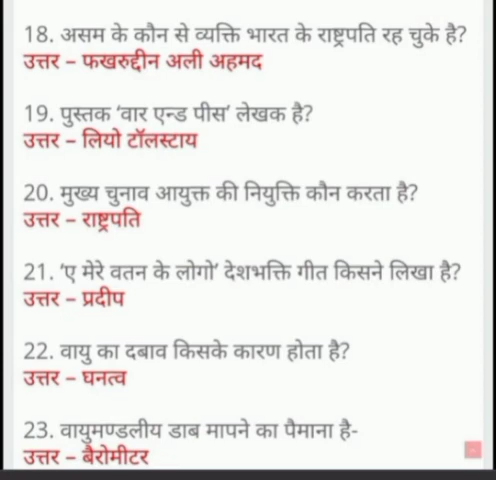 18. असम के कौन से व्यक्ति भारत के राष्ट्रपति रह चुके है?
उत्तर – फखरुद्दीन अली अहमद
19. पुस्तक ‘वार एन्ड पीस’ लेखक है?
उत्तर – लियो टॉलस्टाय
20. मुख्य चुनाव आयुक्त की नियुक्ति कौन करता है?
उत्तर – राष्ट्रपति
21. ‘ए मेरे वतन के लोगो’ देशभक्ति गीत किसने लिखा है?
उत्तर – प्रदीप
22. वायु का दबाव किसके कारण होता है?
उत्तर – घनत्व
23. वायुमण्डलीय डाब मापने का पैमाना है-
उत्तर – बैरोमीटर